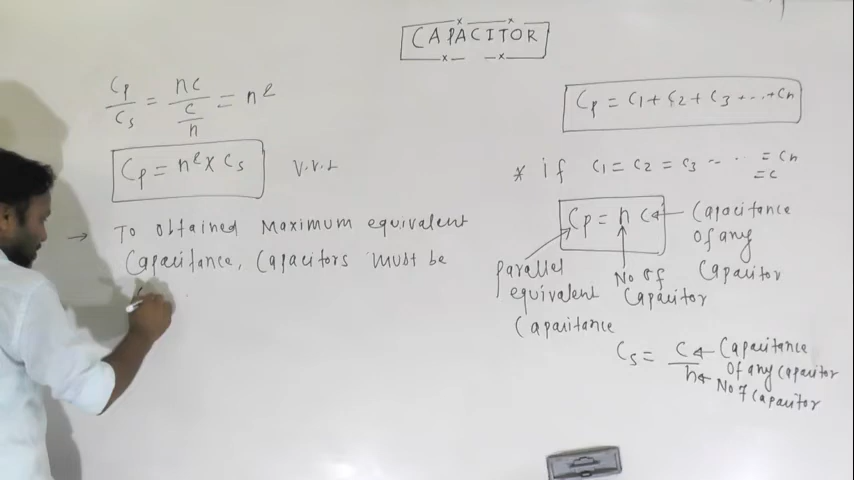 CAPACITOR
Cp/Cs = nC/(C/n) = n²
Cp = n² x Cs
V.V.I
→ To obtained Maximum equivalent
Capacitance, Capacitors must be
Cp = C1 + C2 + C3 + ... + Cn
* if C1 = C2 = C3 - - .. = Cn
= C
Cp = n C ← Capacitance
Of any
Capacitor
Parallel
equivalent
Capacitance
No of
Capacitor
Cs = C/n
C ← Capacitance
Of any Capacitor
n ← No of Capacitor